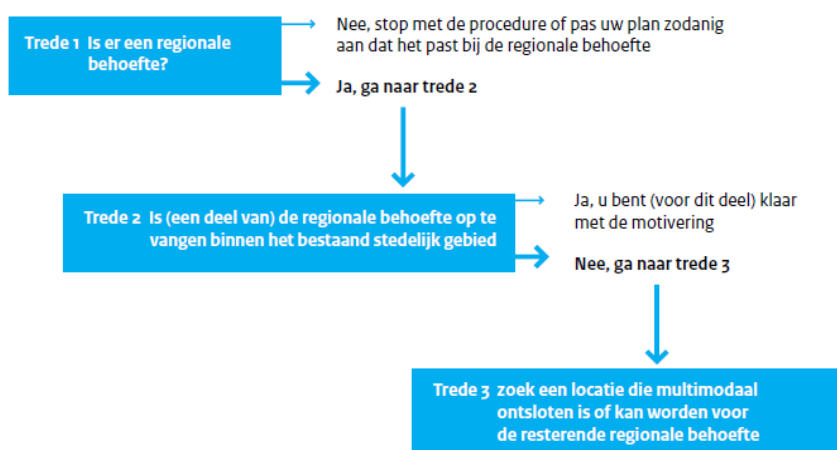 Trede 1 Is er een regionale
behoefte?
Nee, stop met de procedure of pas uw plan zodanig
aan dat het past bij de regionale behoefte
Ja, ga naar trede 2
Trede 2 Is (een deel van) de regionale behoefte op te
vangen binnen het bestaand stedelijk gebied
Ja, u bent (voor dit deel) klaar
met de motivering
Nee, ga naar trede 3
Trede 3 zoek een locatie die multimodaal
ontsloten is of kan worden voor
de resterende regionale behoefte